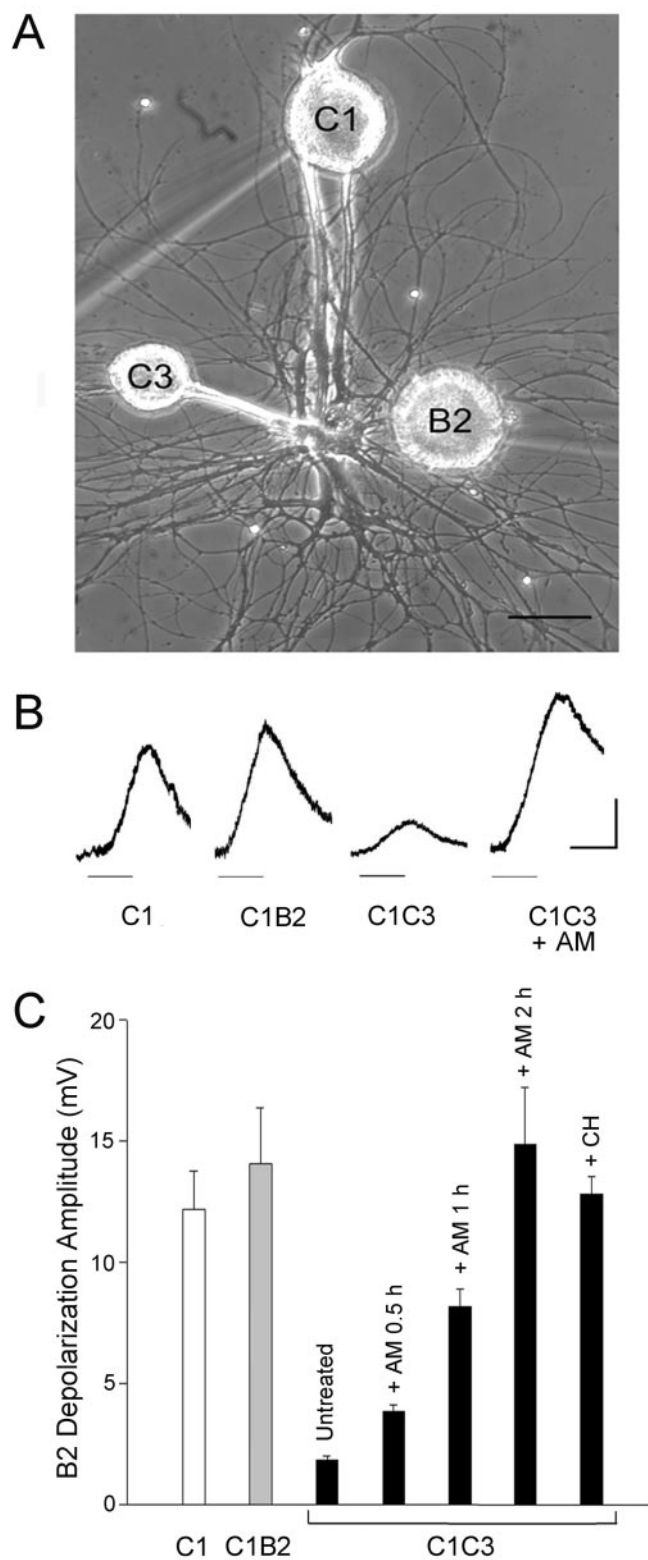 A
C1
C3
B2
B
C1 C1B2 C1C3 C1C3
+ AM
C
B2 Depolarization Amplitude (mV)
20
15
10
5
0
Untreated
+ AM 0.5 h
+ AM 1 h
+ AM 2 h
+ CH
C1 C1B2 C1C3